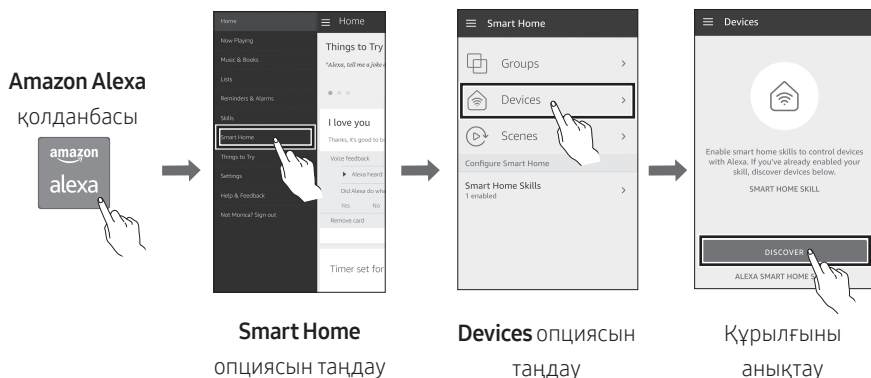 Amazon Alexa
қолданбасы
amazon
alexa
Home
Now Playing
Music & Books
Lists
Reminders & Alarms
Skills
Smart Home
Things to Try
Settings
Help & Feedback
Not Monica? Sign out
Home
Things to Try
"Alexa, tell me a joke
I love you
Thanks, it's good to b
Voice feedback
Alexa heard
Did Alexa do wha
Yes No
Remove card
Timer set for
Smart Home
опциясын таңдау
Smart Home
Groups
Devices
Scenes
Configure Smart Home
Smart Home Skills
1 enabled
Devices опциясын
таңдау
Devices
Enable smart home skills to control devices
with Alexa. If you've already enabled your
skill, discover devices below.
SMART HOME SKILL
DISCOVER
ALEXA SMART HOME S
Құрылғыны
анықтау